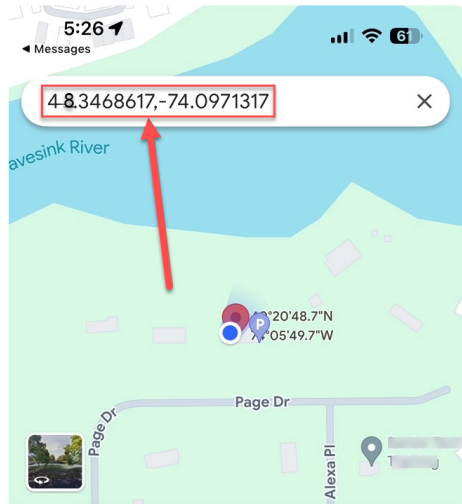 5:26
61
Messages
48.3468617,-74.0971317
avesink River
°20'48.7"N
P
°05'49.7"W
Page Dr
Page Dr
Alexa Pl